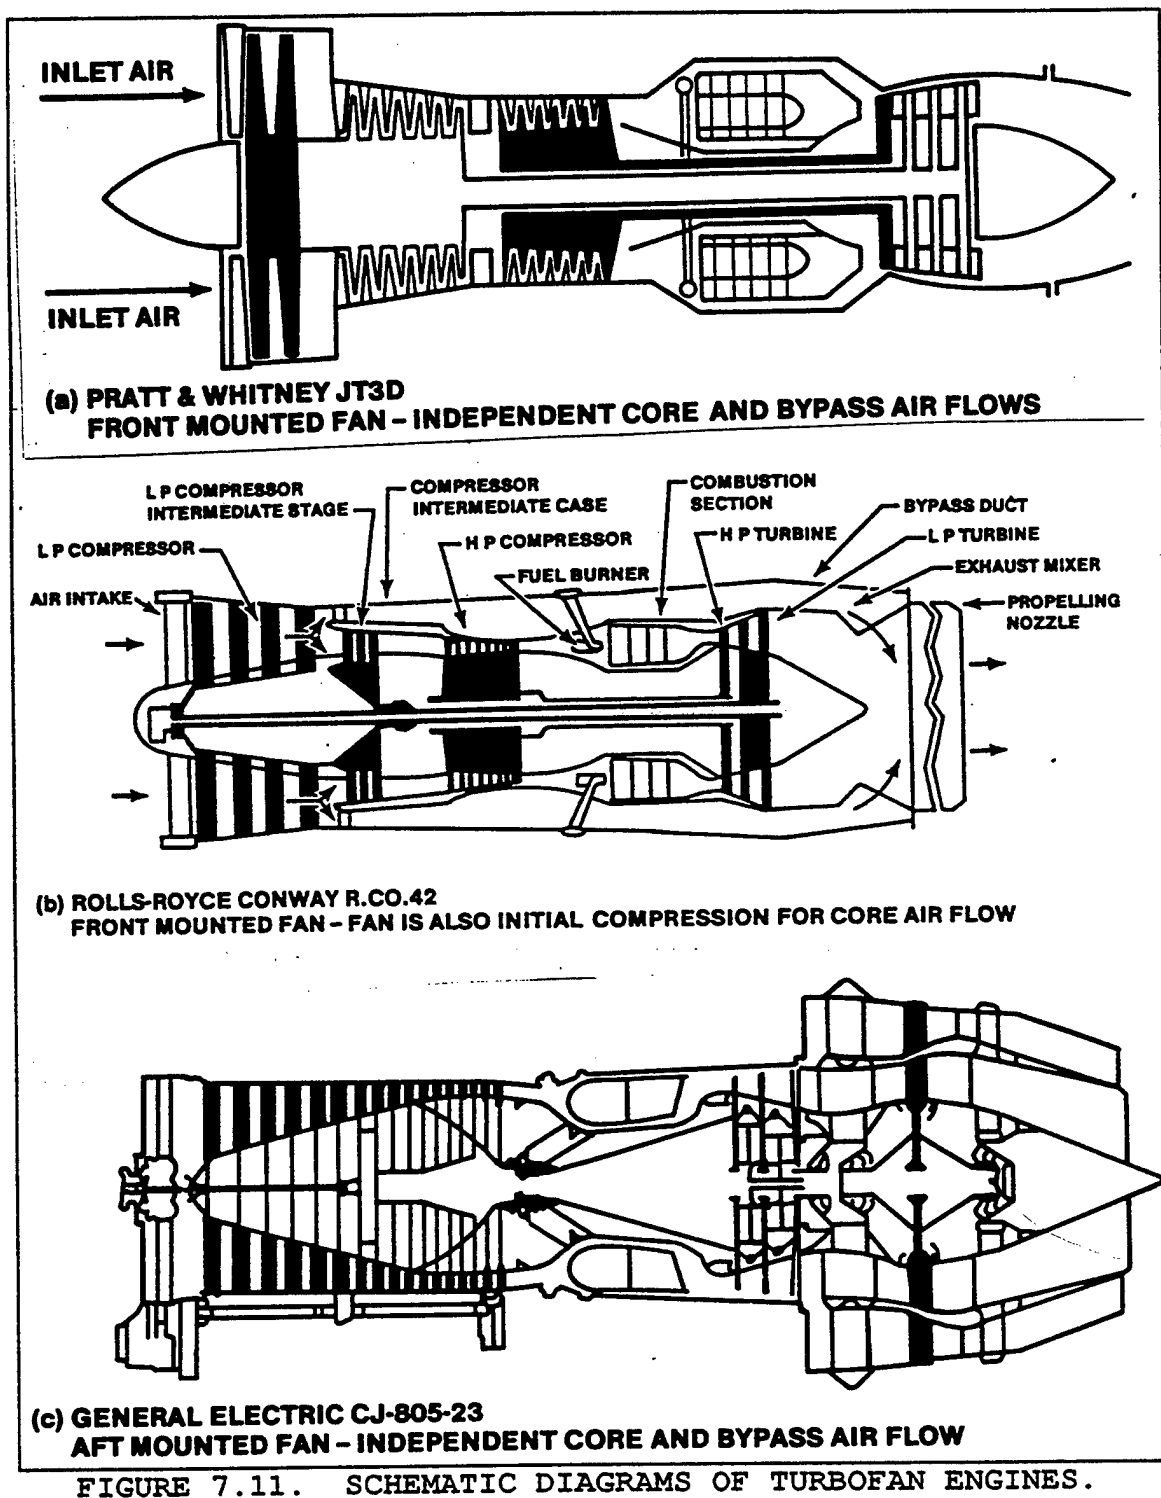 INLET AIR
INLET AIR
(a) PRATT & WHITNEY JT3D
FRONT MOUNTED FAN – INDEPENDENT CORE AND BYPASS AIR FLOWS
L P COMPRESSOR
INTERMEDIATE STAGE
COMPRESSOR
INTERMEDIATE CASE
COMBUSTION
SECTION
BYPASS DUCT
L P COMPRESSOR
H P COMPRESSOR
H P TURBINE
L P TURBINE
FUEL BURNER
EXHAUST MIXER
AIR INTAKE
PROPELLING
NOZZLE
(b) ROLLS-ROYCE CONWAY R.CO.42
FRONT MOUNTED FAN – FAN IS ALSO INITIAL COMPRESSION FOR CORE AIR FLOW
(c) GENERAL ELECTRIC CJ-805-23
AFT MOUNTED FAN – INDEPENDENT CORE AND BYPASS AIR FLOW
FIGURE 7.11. SCHEMATIC DIAGRAMS OF TURBOFAN ENGINES.